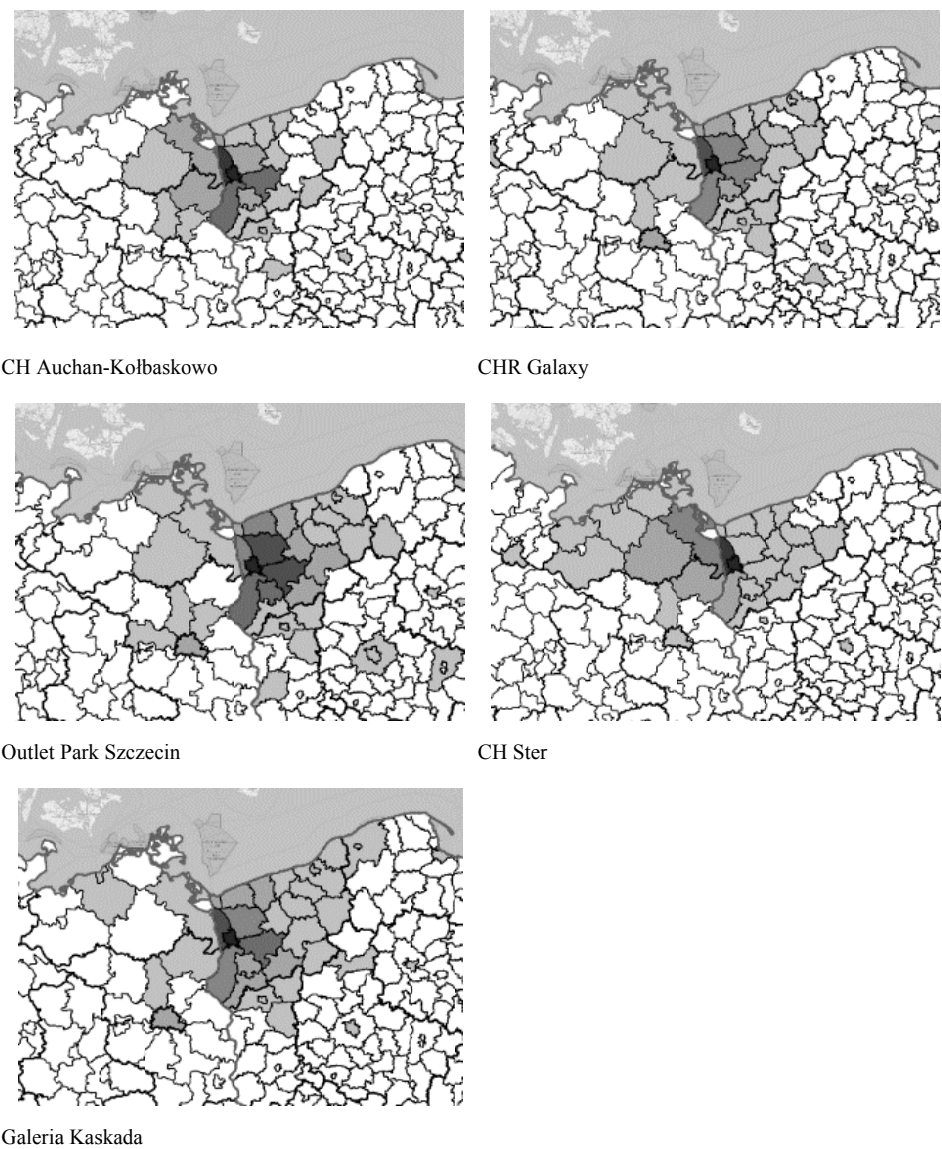 CH Auchan-Kołbaskowo
CHR Galaxy
Outlet Park Szczecin
CH Ster
Galeria Kaskada